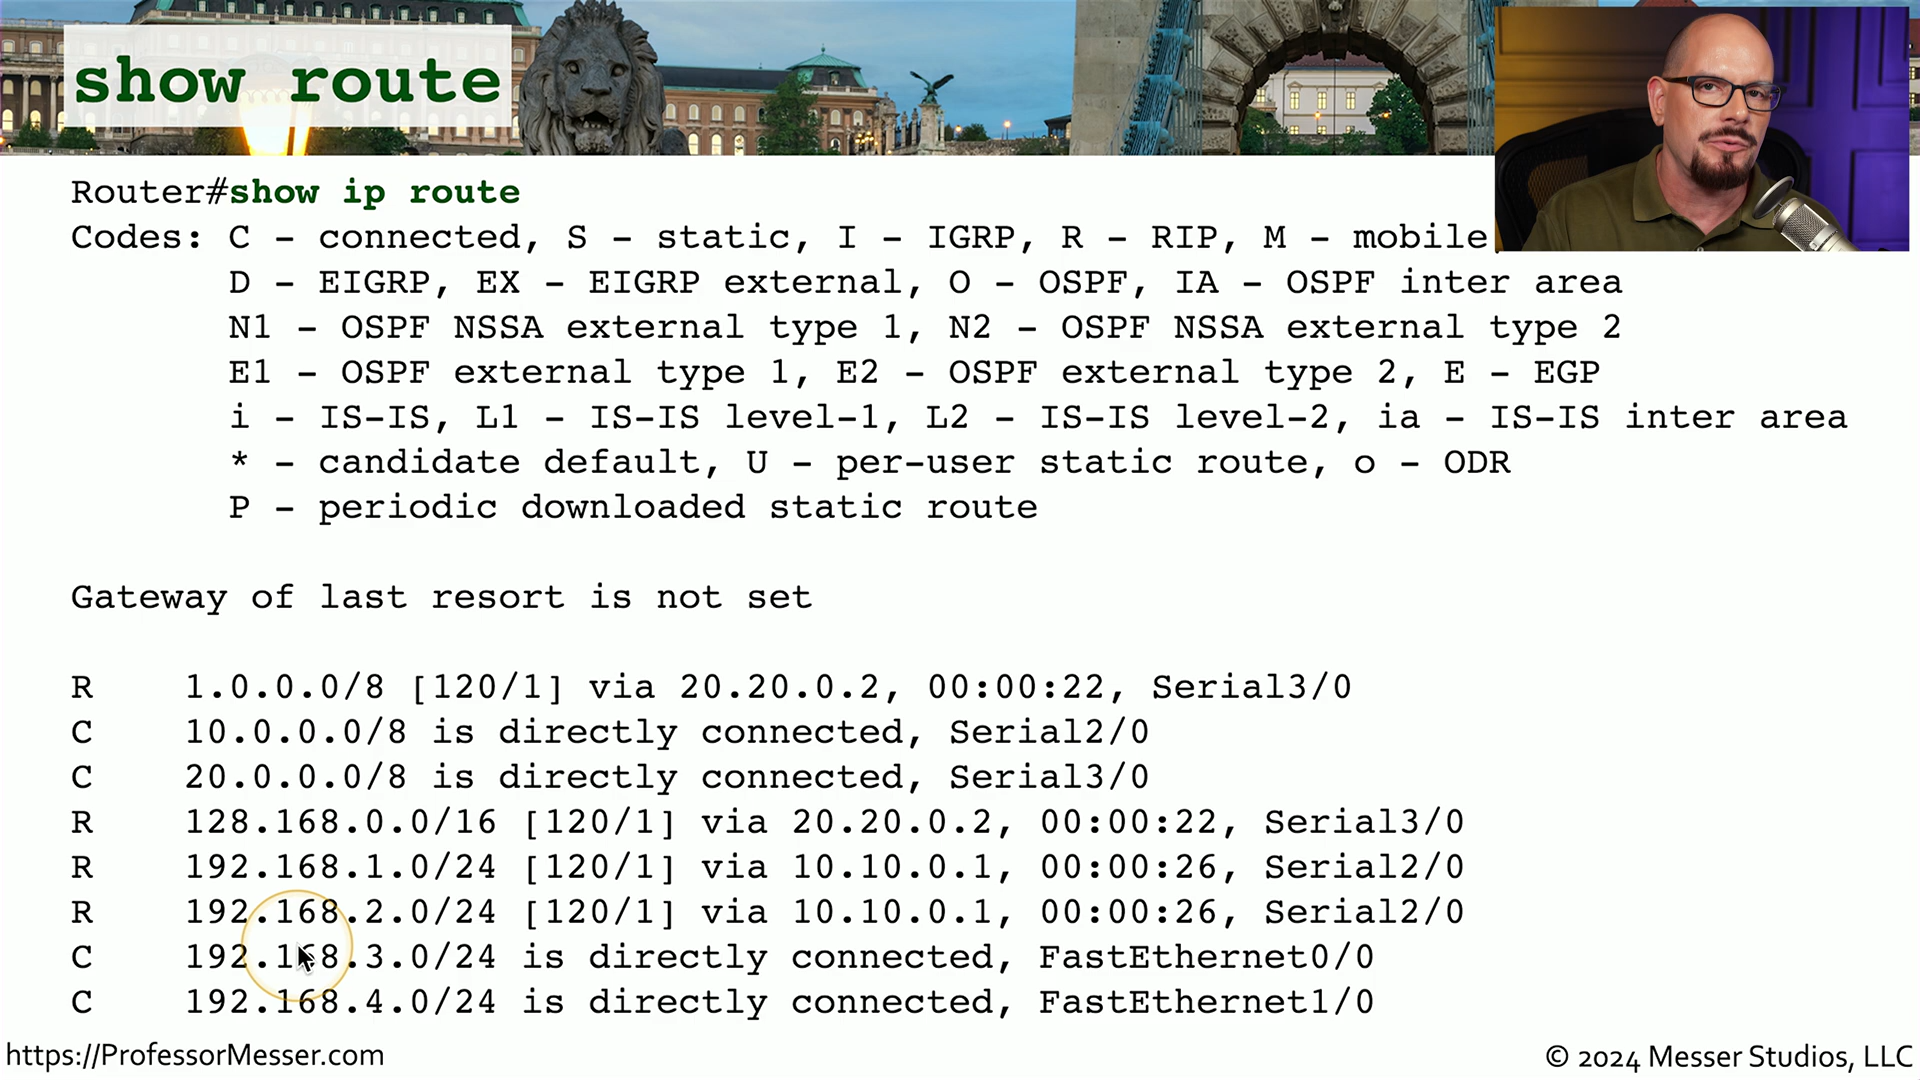 show route
Router#show ip route
Codes: C – connected, S – static, I – IGRP, R – RIP, M – mobile,
D – EIGRP, EX – EIGRP external, O – OSPF, IA – OSPF inter area
N1 – OSPF NSSA external type 1, N2 – OSPF NSSA external type 2
E1 – OSPF external type 1, E2 – OSPF external type 2, E – EGP
i – IS-IS, L1 – IS-IS level-1, L2 – IS-IS level-2, ia – IS-IS inter area
* – candidate default, U – per-user static route, o – ODR
P – periodic downloaded static route
Gateway of last resort is not set
R 1.0.0.0/8 [120/1] via 20.20.0.2, 00:00:22, Serial3/0
C 10.0.0.0/8 is directly connected, Serial2/0
C 20.0.0.0/8 is directly connected, Serial3/0
R 128.168.0.0/16 [120/1] via 20.20.0.2, 00:00:22, Serial3/0
R 192.168.1.0/24 [120/1] via 10.10.0.1, 00:00:26, Serial2/0
R 192.168.2.0/24 [120/1] via 10.10.0.1, 00:00:26, Serial2/0
C 192.168.3.0/24 is directly connected, FastEthernet0/0
C 192.168.4.0/24 is directly connected, FastEthernet1/0
https://ProfessorMesser.com
© 2024 Messer Studios, LLC